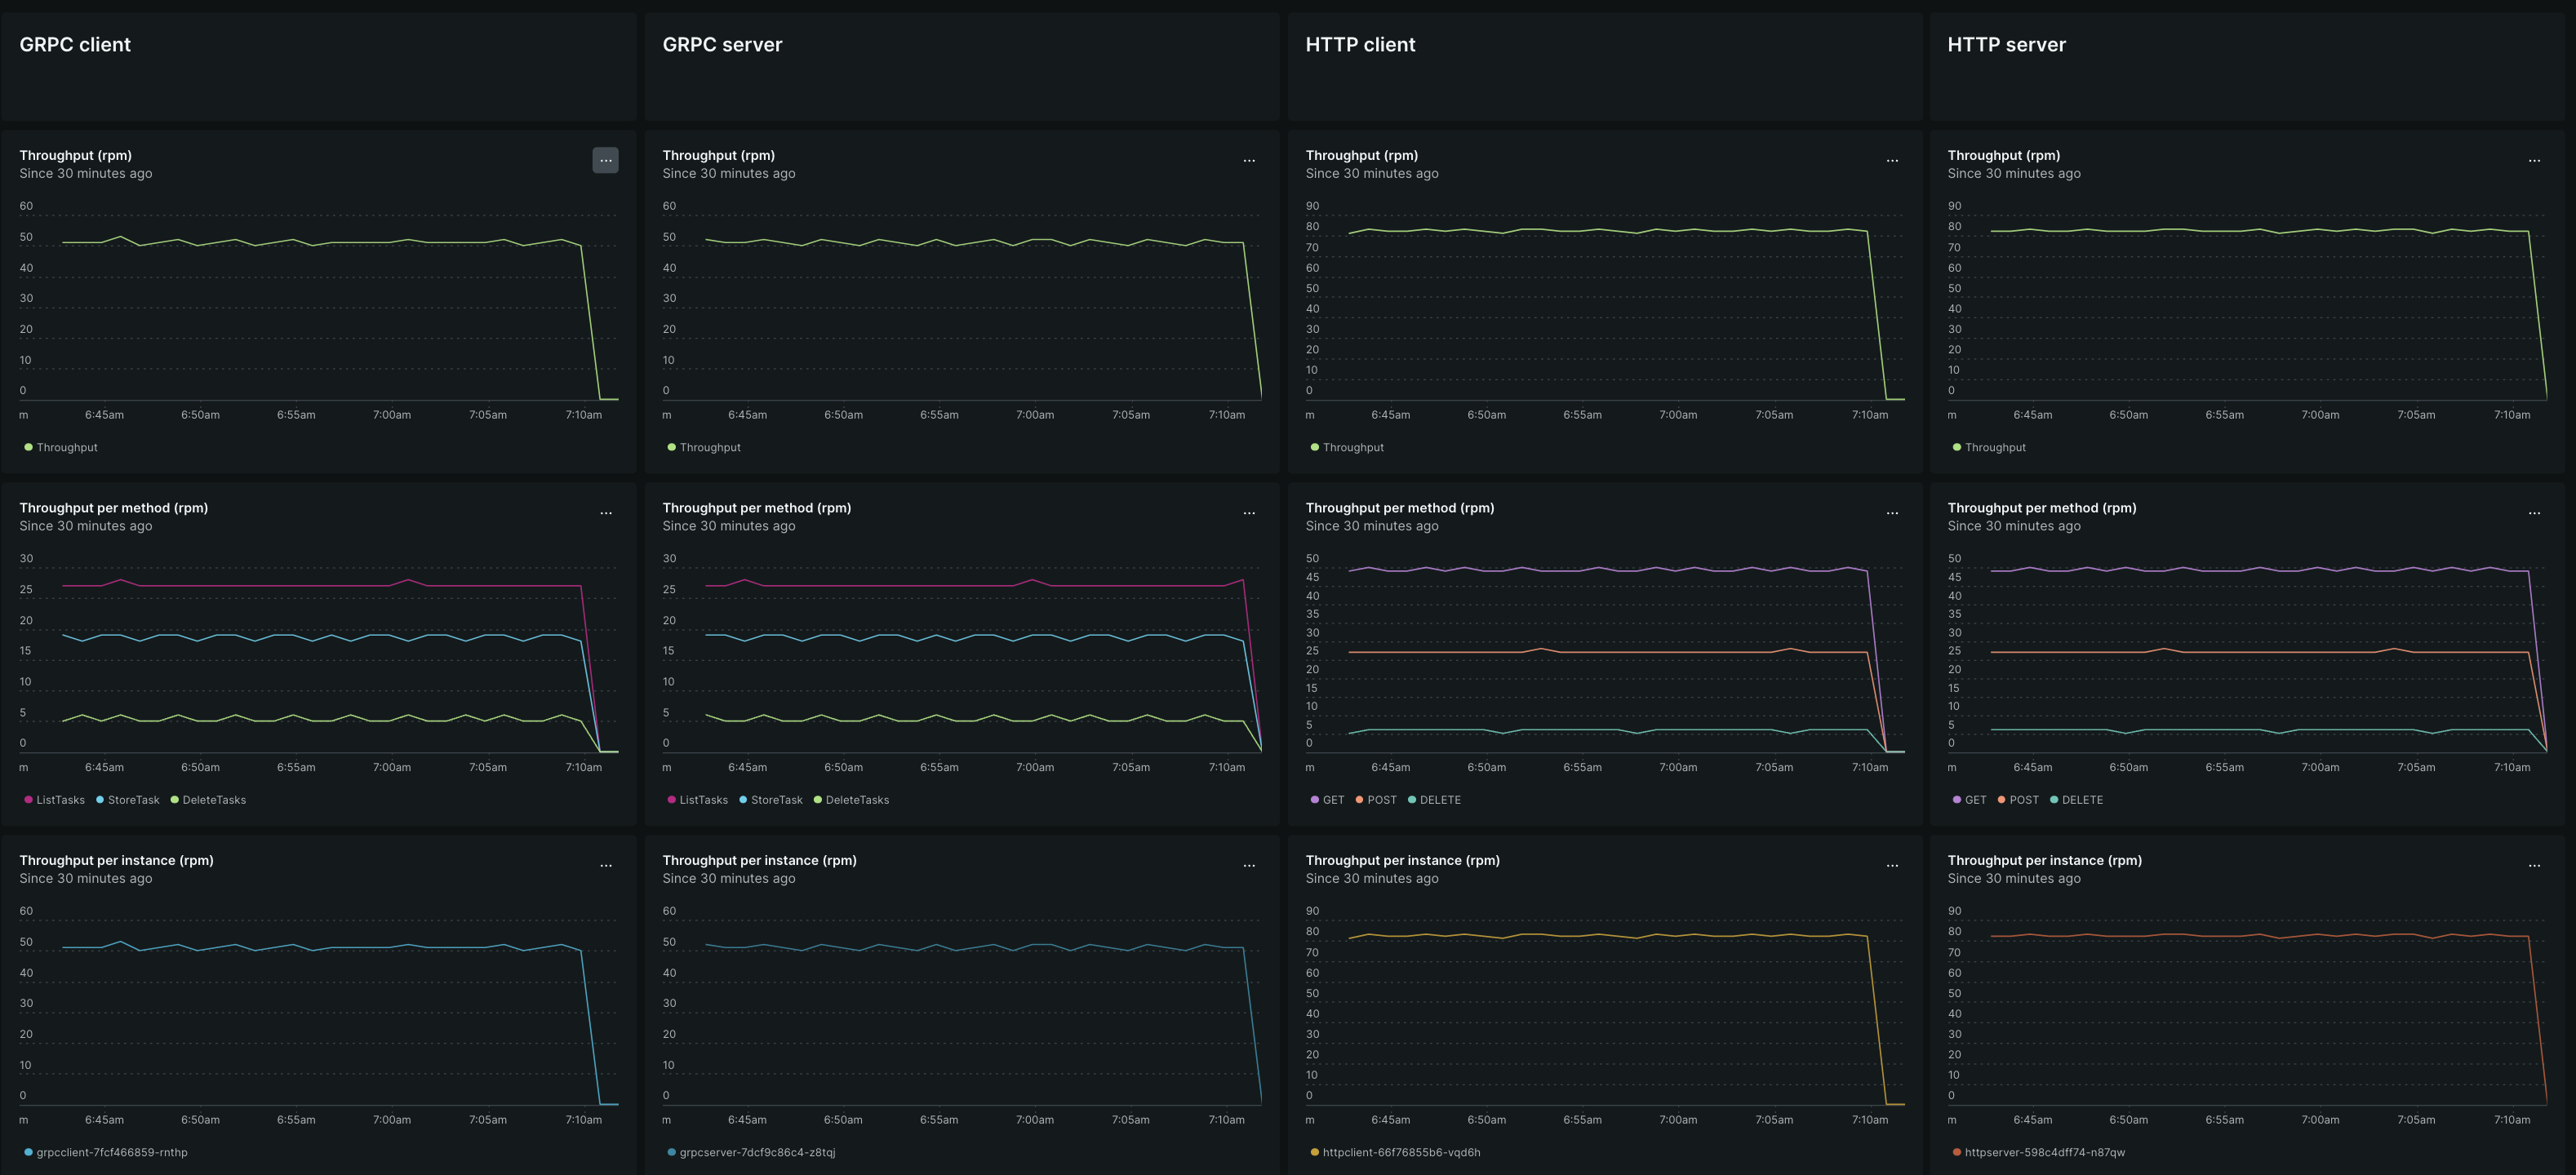 GRPC client
GRPC server
HTTP client
HTTP server
Throughput (rpm)
Since 30 minutes ago
60
50
40
30
20
10
0
m 6:45am 6:50am 6:55am 7:00am 7:05am 7:10am
Throughput
Throughput (rpm)
Since 30 minutes ago
60
50
40
30
20
10
0
m 6:45am 6:50am 6:55am 7:00am 7:05am 7:10am
Throughput
Throughput (rpm)
Since 30 minutes ago
90
80
70
60
50
40
30
20
10
0
m 6:45am 6:50am 6:55am 7:00am 7:05am 7:10am
Throughput
Throughput (rpm)
Since 30 minutes ago
90
80
70
60
50
40
30
20
10
0
m 6:45am 6:50am 6:55am 7:00am 7:05am 7:10am
Throughput
Throughput per method (rpm)
Since 30 minutes ago
30
25
20
15
10
5
0
m 6:45am 6:50am 6:55am 7:00am 7:05am 7:10am
ListTasks StoreTask DeleteTasks
Throughput per method (rpm)
Since 30 minutes ago
30
25
20
15
10
5
0
m 6:45am 6:50am 6:55am 7:00am 7:05am 7:10am
ListTasks StoreTask DeleteTasks
Throughput per method (rpm)
Since 30 minutes ago
50
45
40
35
30
25
20
15
10
5
0
m 6:45am 6:50am 6:55am 7:00am 7:05am 7:10am
GET POST DELETE
Throughput per method (rpm)
Since 30 minutes ago
50
45
40
35
30
25
20
15
10
5
0
m 6:45am 6:50am 6:55am 7:00am 7:05am 7:10am
GET POST DELETE
Throughput per instance (rpm)
Since 30 minutes ago
60
50
40
30
20
10
0
m 6:45am 6:50am 6:55am 7:00am 7:05am 7:10am
grpcclient-7fcf466859-rnthp
Throughput per instance (rpm)
Since 30 minutes ago
60
50
40
30
20
10
0
m 6:45am 6:50am 6:55am 7:00am 7:05am 7:10am
grpcserver-7dcf9c86c4-z8tqj
Throughput per instance (rpm)
Since 30 minutes ago
90
80
70
60
50
40
30
20
10
0
m 6:45am 6:50am 6:55am 7:00am 7:05am 7:10am
httpclient-66f76855b6-vqd6h
Throughput per instance (rpm)
Since 30 minutes ago
90
80
70
60
50
40
30
20
10
0
m 6:45am 6:50am 6:55am 7:00am 7:05am 7:10am
httpserver-598c4dff74-n87qw